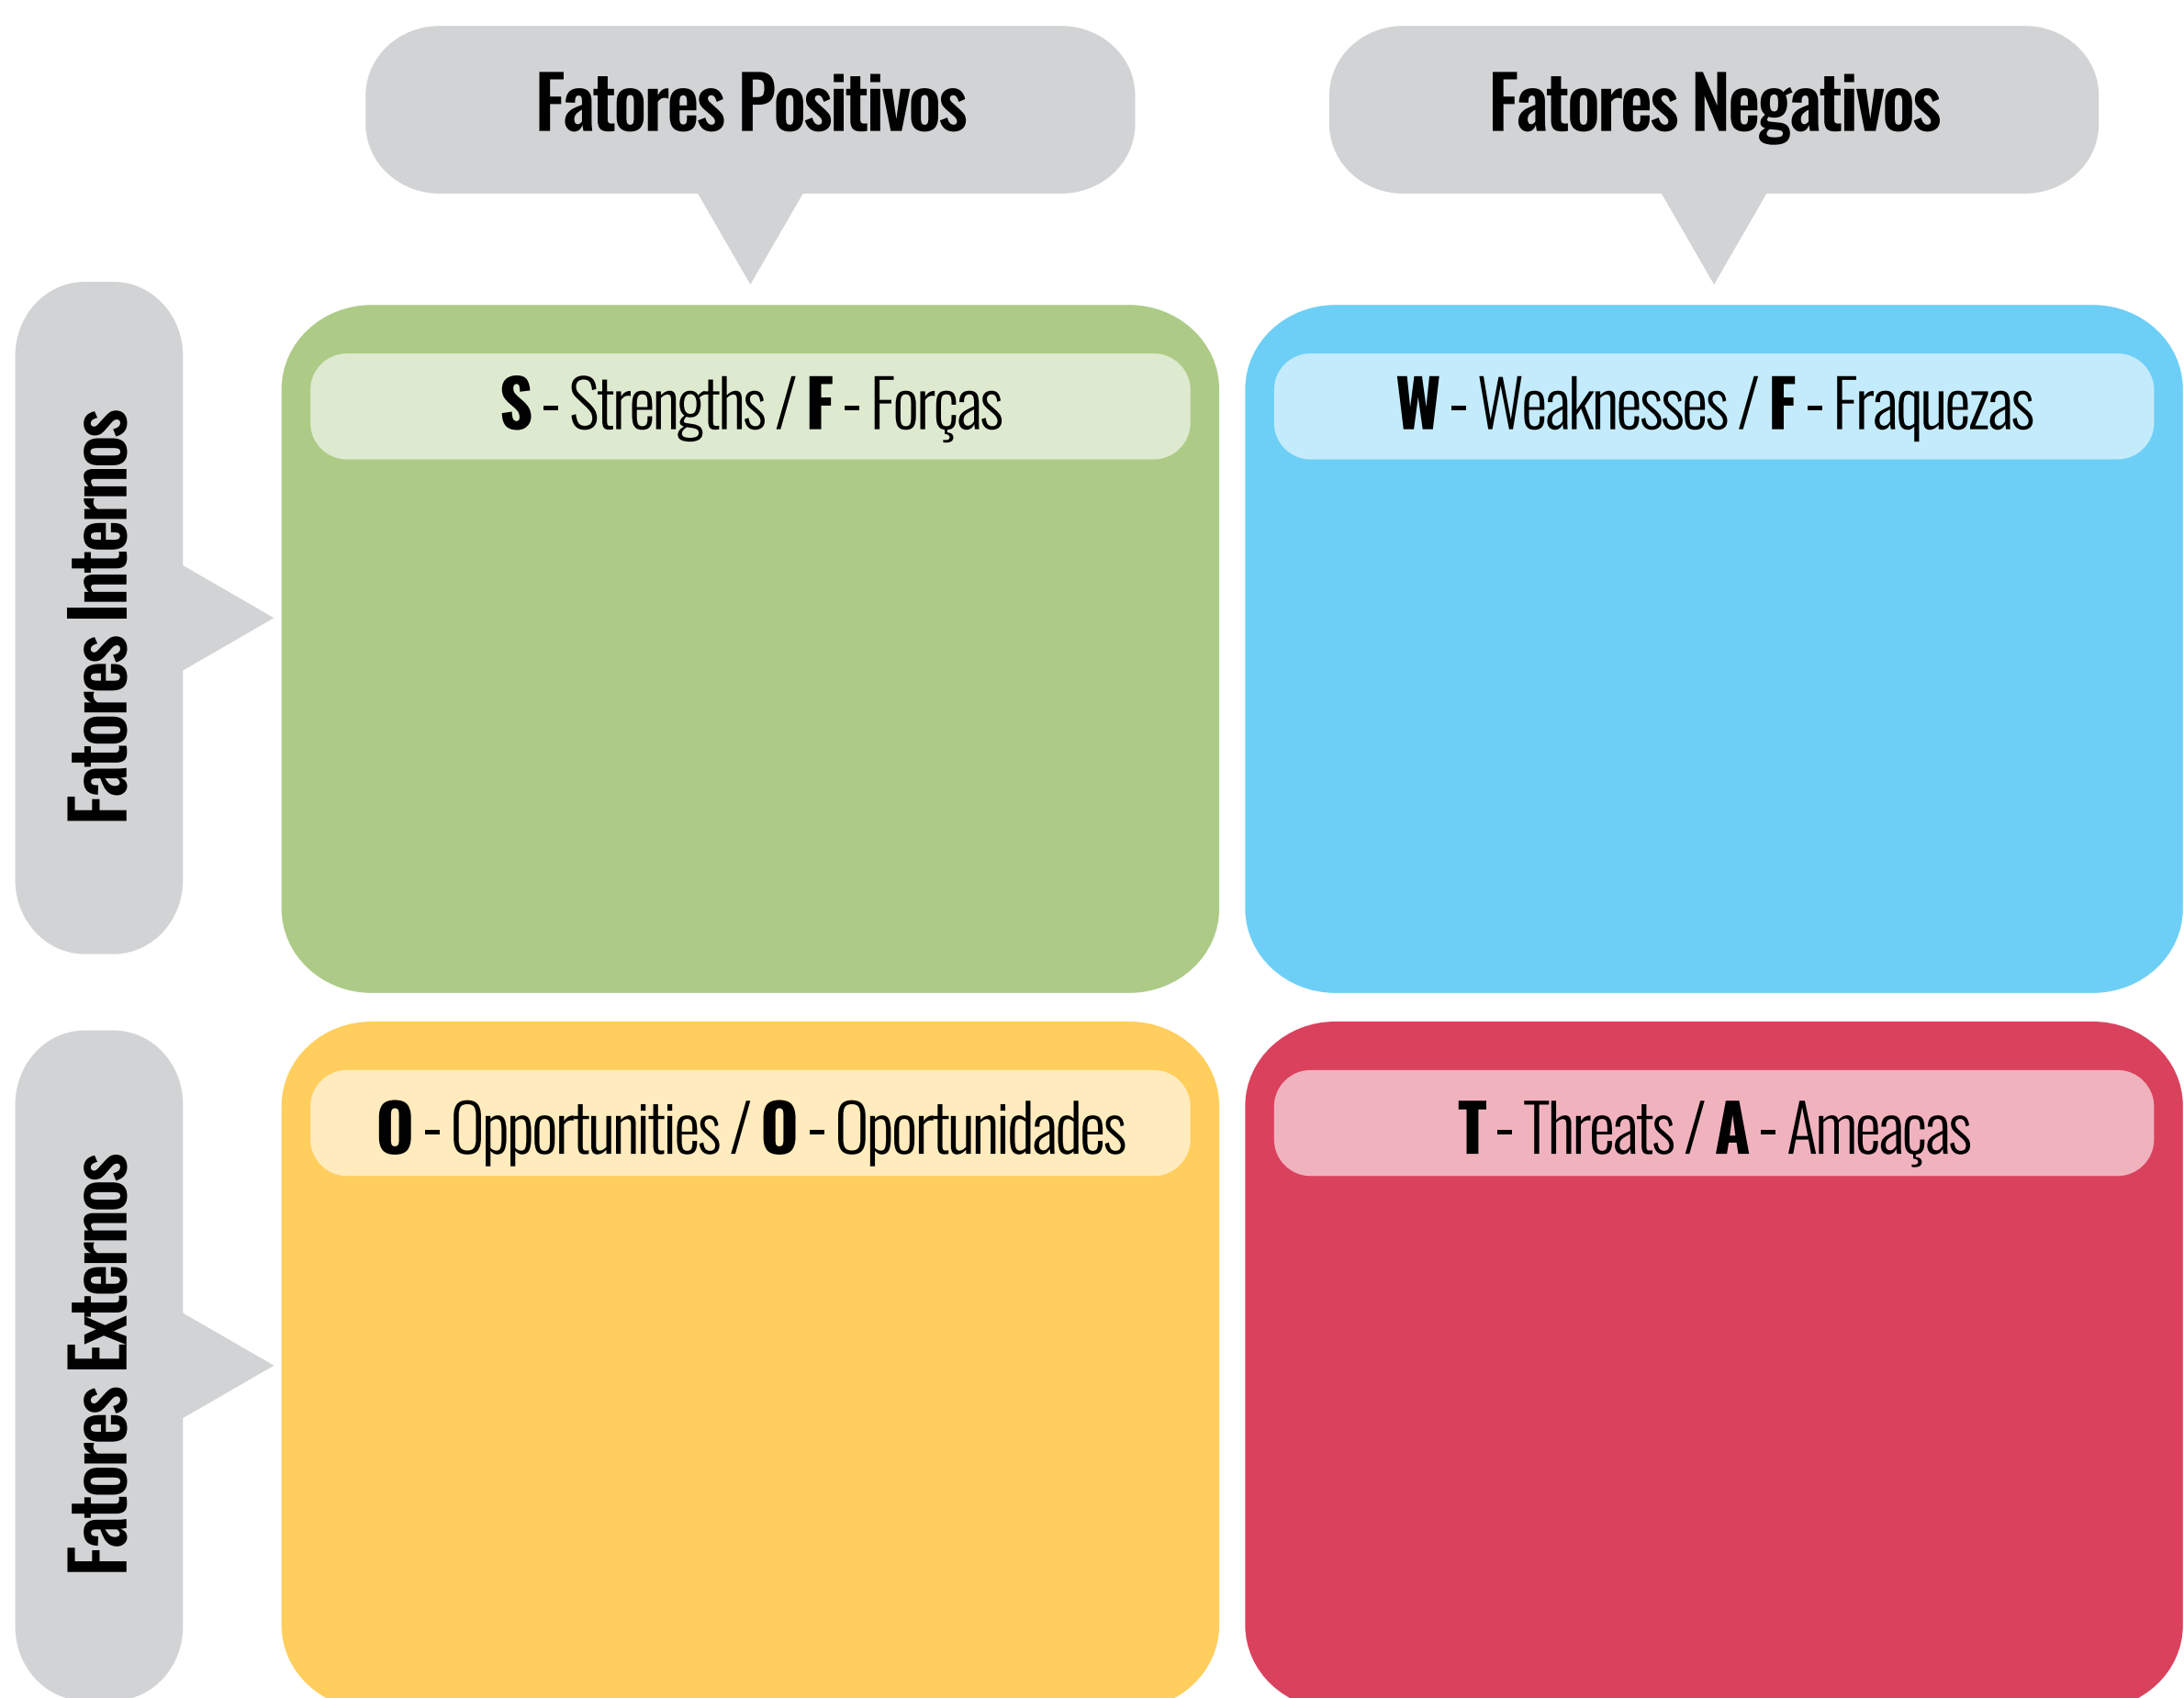 Fatores Positivos
Fatores Negativos
Fatores Internos
S - Strengths / F - Forças
W - Weaknesses / F - Fraquezas
Fatores Externos
O - Opportunities / O - Oportunidades
T - Threats / A - Ameaças